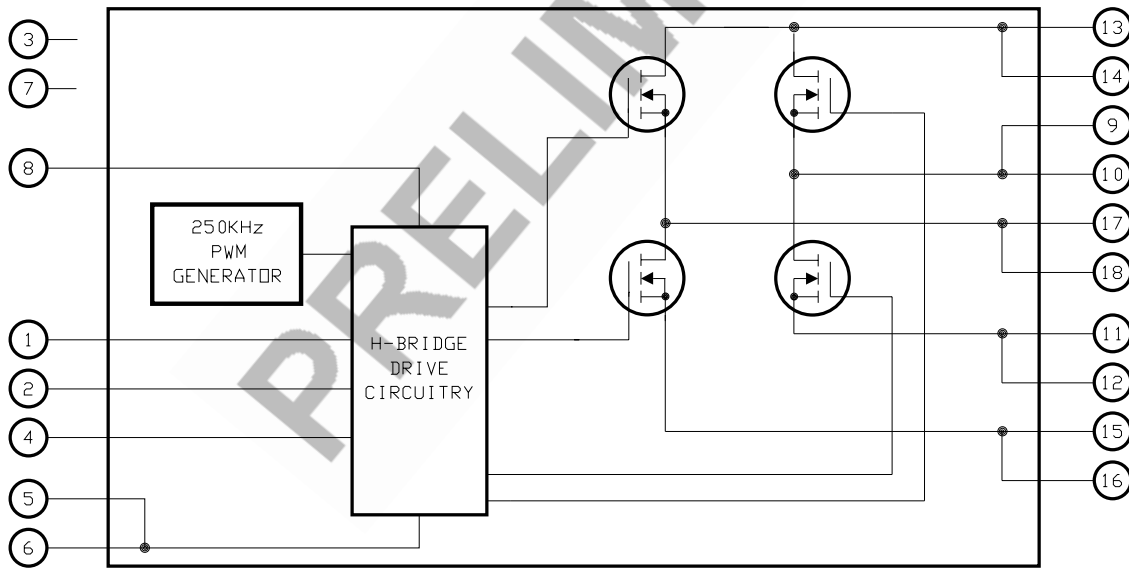 3
7
8
250KHz
PWM
GENERATOR
1
2
4
5
6
H-BRIDGE
DRIVE
CIRCUITRY
13
14
9
10
17
18
11
12
15
16
PRELIM